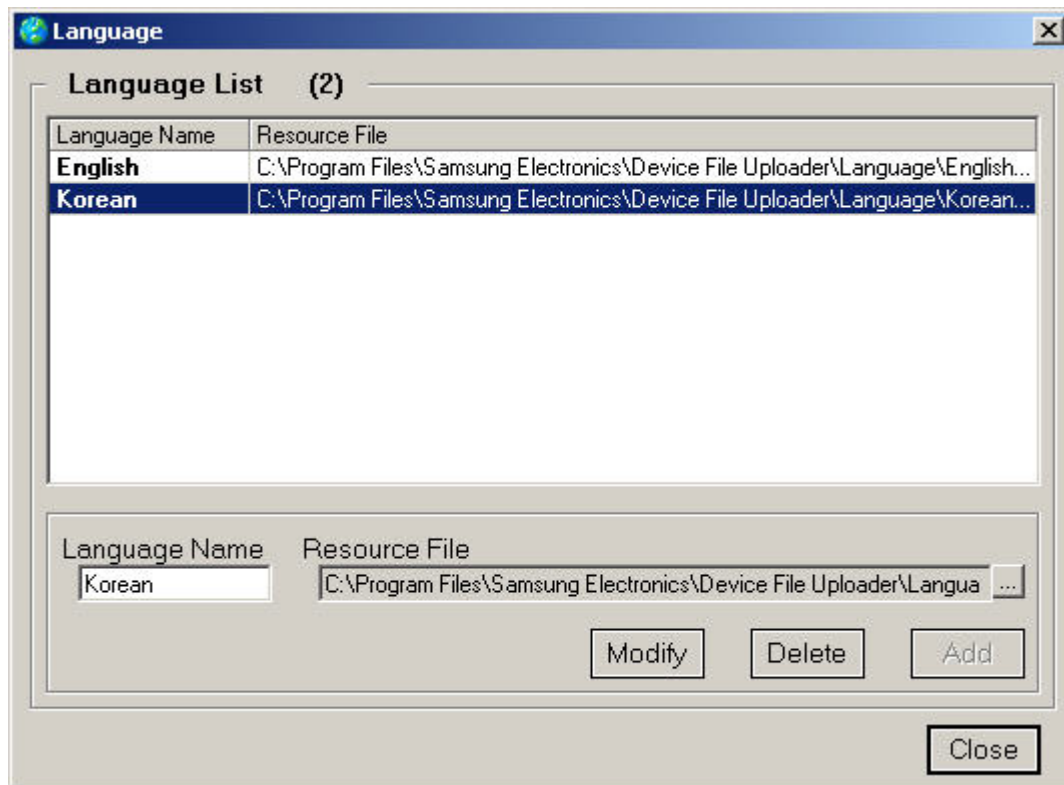 Language
Language List (2)
Language Name Resource File
English C:\Program Files\Samsung Electronics\Device File Uploader\Language\English...
Korean C:\Program Files\Samsung Electronics\Device File Uploader\Language\Korean...
Language Name Resource File
Korean C:\Program Files\Samsung Electronics\Device File Uploader\Langua ...
Modify Delete Add
Close